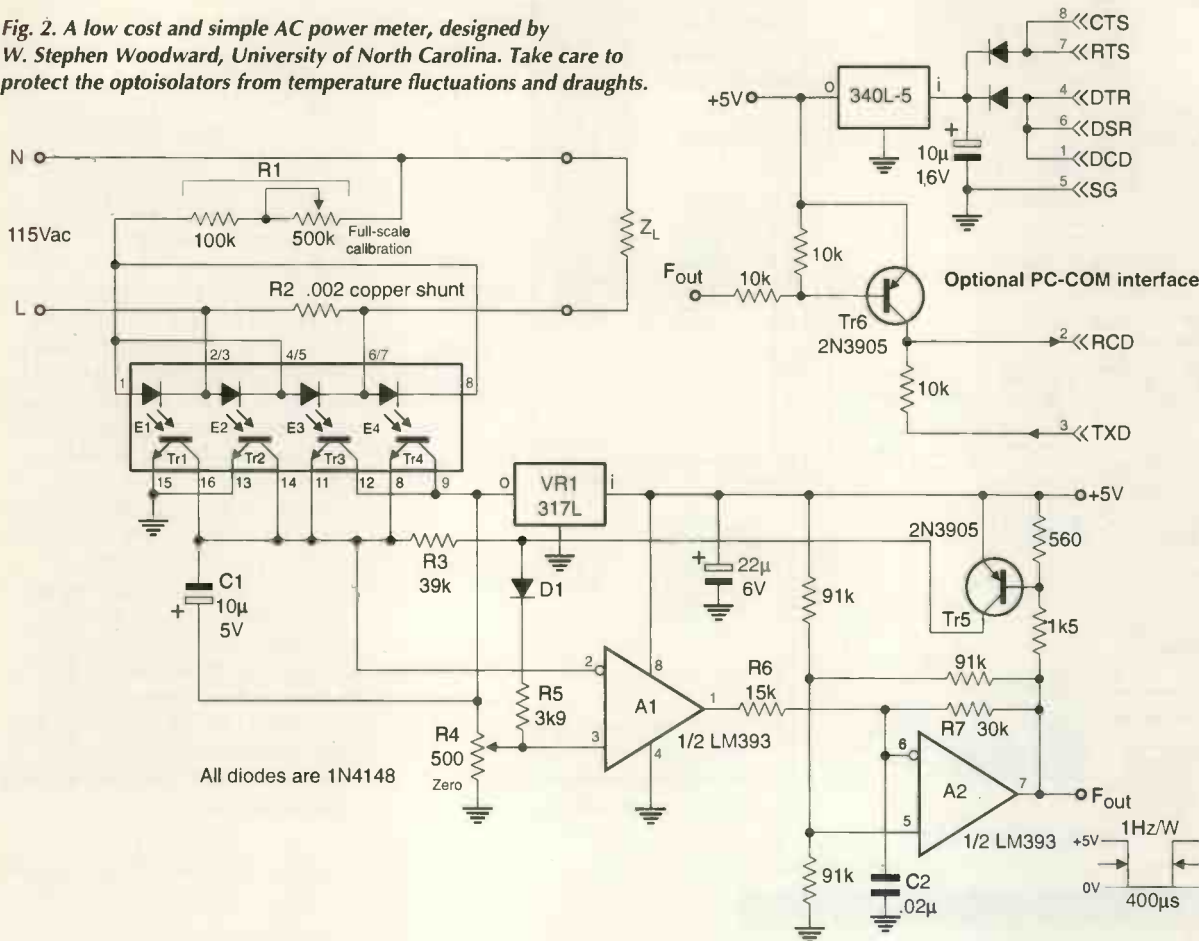 Fig. 2. A low cost and simple AC power meter, designed by
W. Stephen Woodward, University of North Carolina. Take care to
protect the optoisolators from temperature fluctuations and draughts.
8 CTS
7 RTS
+5V
o 340L-5 i
4 DTR
6 DSR
1 DCD
5 SG
+
10µ
16V
N
R1
115Vac
100k
500k
Full-scale
calibration
ZL
10k
Fout
10k
Optional PC-COM interface
Tr6
2N3905
2 RCD
10k
3 TXD
L
R2 .002 copper shunt
2/3
4/5
6/7
1
8
E1
E2
E3
E4
Tr1
Tr2
Tr3
Tr4
15
16
13
14
11
12
8
9
o VR1 i
317L
+5V
2N3905
560
R3
39k
D1
+
22µ
6V
91k
Tr5
1k5
C1
10µ
5V
+
2
8
R5
3k9
A1
1
R6
15k
91k
R7 30k
R4
500
Zero
3
4
1/2 LM393
All diodes are 1N4148
6
A2
7
Fout
5
1/2 LM393
1Hz/W
+5V
0V
400µs
91k
C2
.02µ